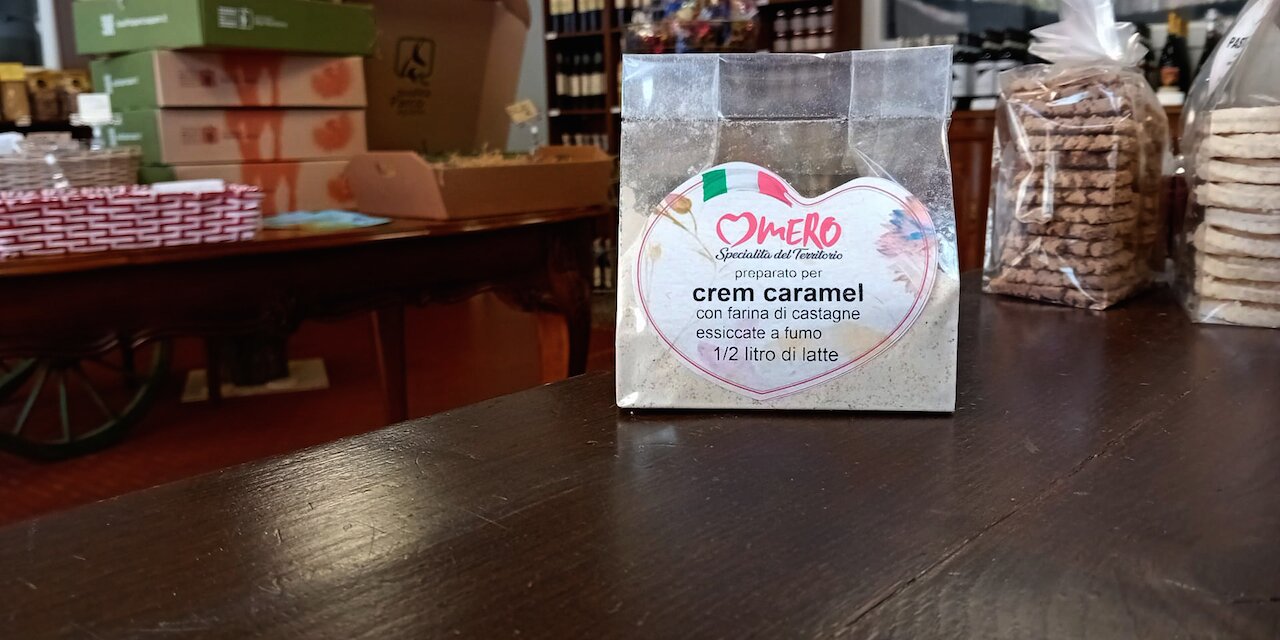 OMERO
Specialità del Territorio
preparato per
crem caramel
con farina di castagne
essiccate a fumo
1/2 litro di latte
PAST